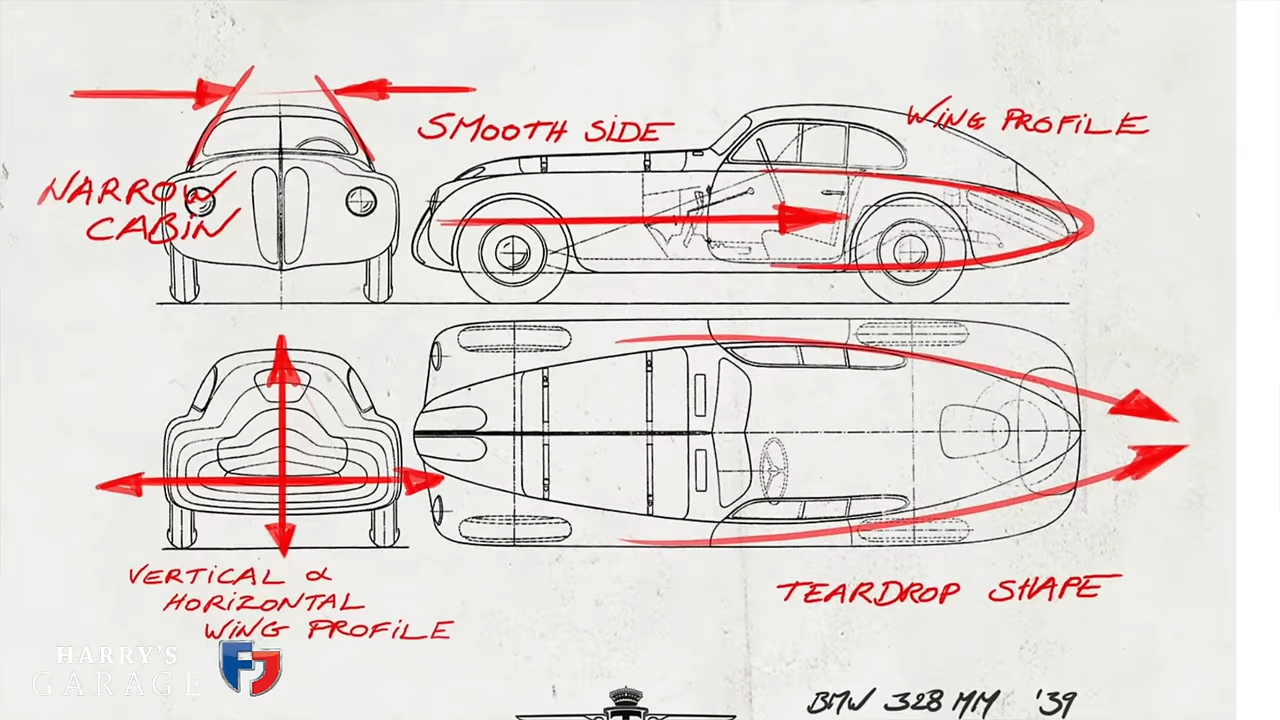 SMOOTH SIDE
WING PROFILE
NARROW
CABIN
VERTICAL &
HORIZONTAL
WING PROFILE
TEARDROP SHAPE
HARRY'S
GARAGE
BMW 328 MM '39